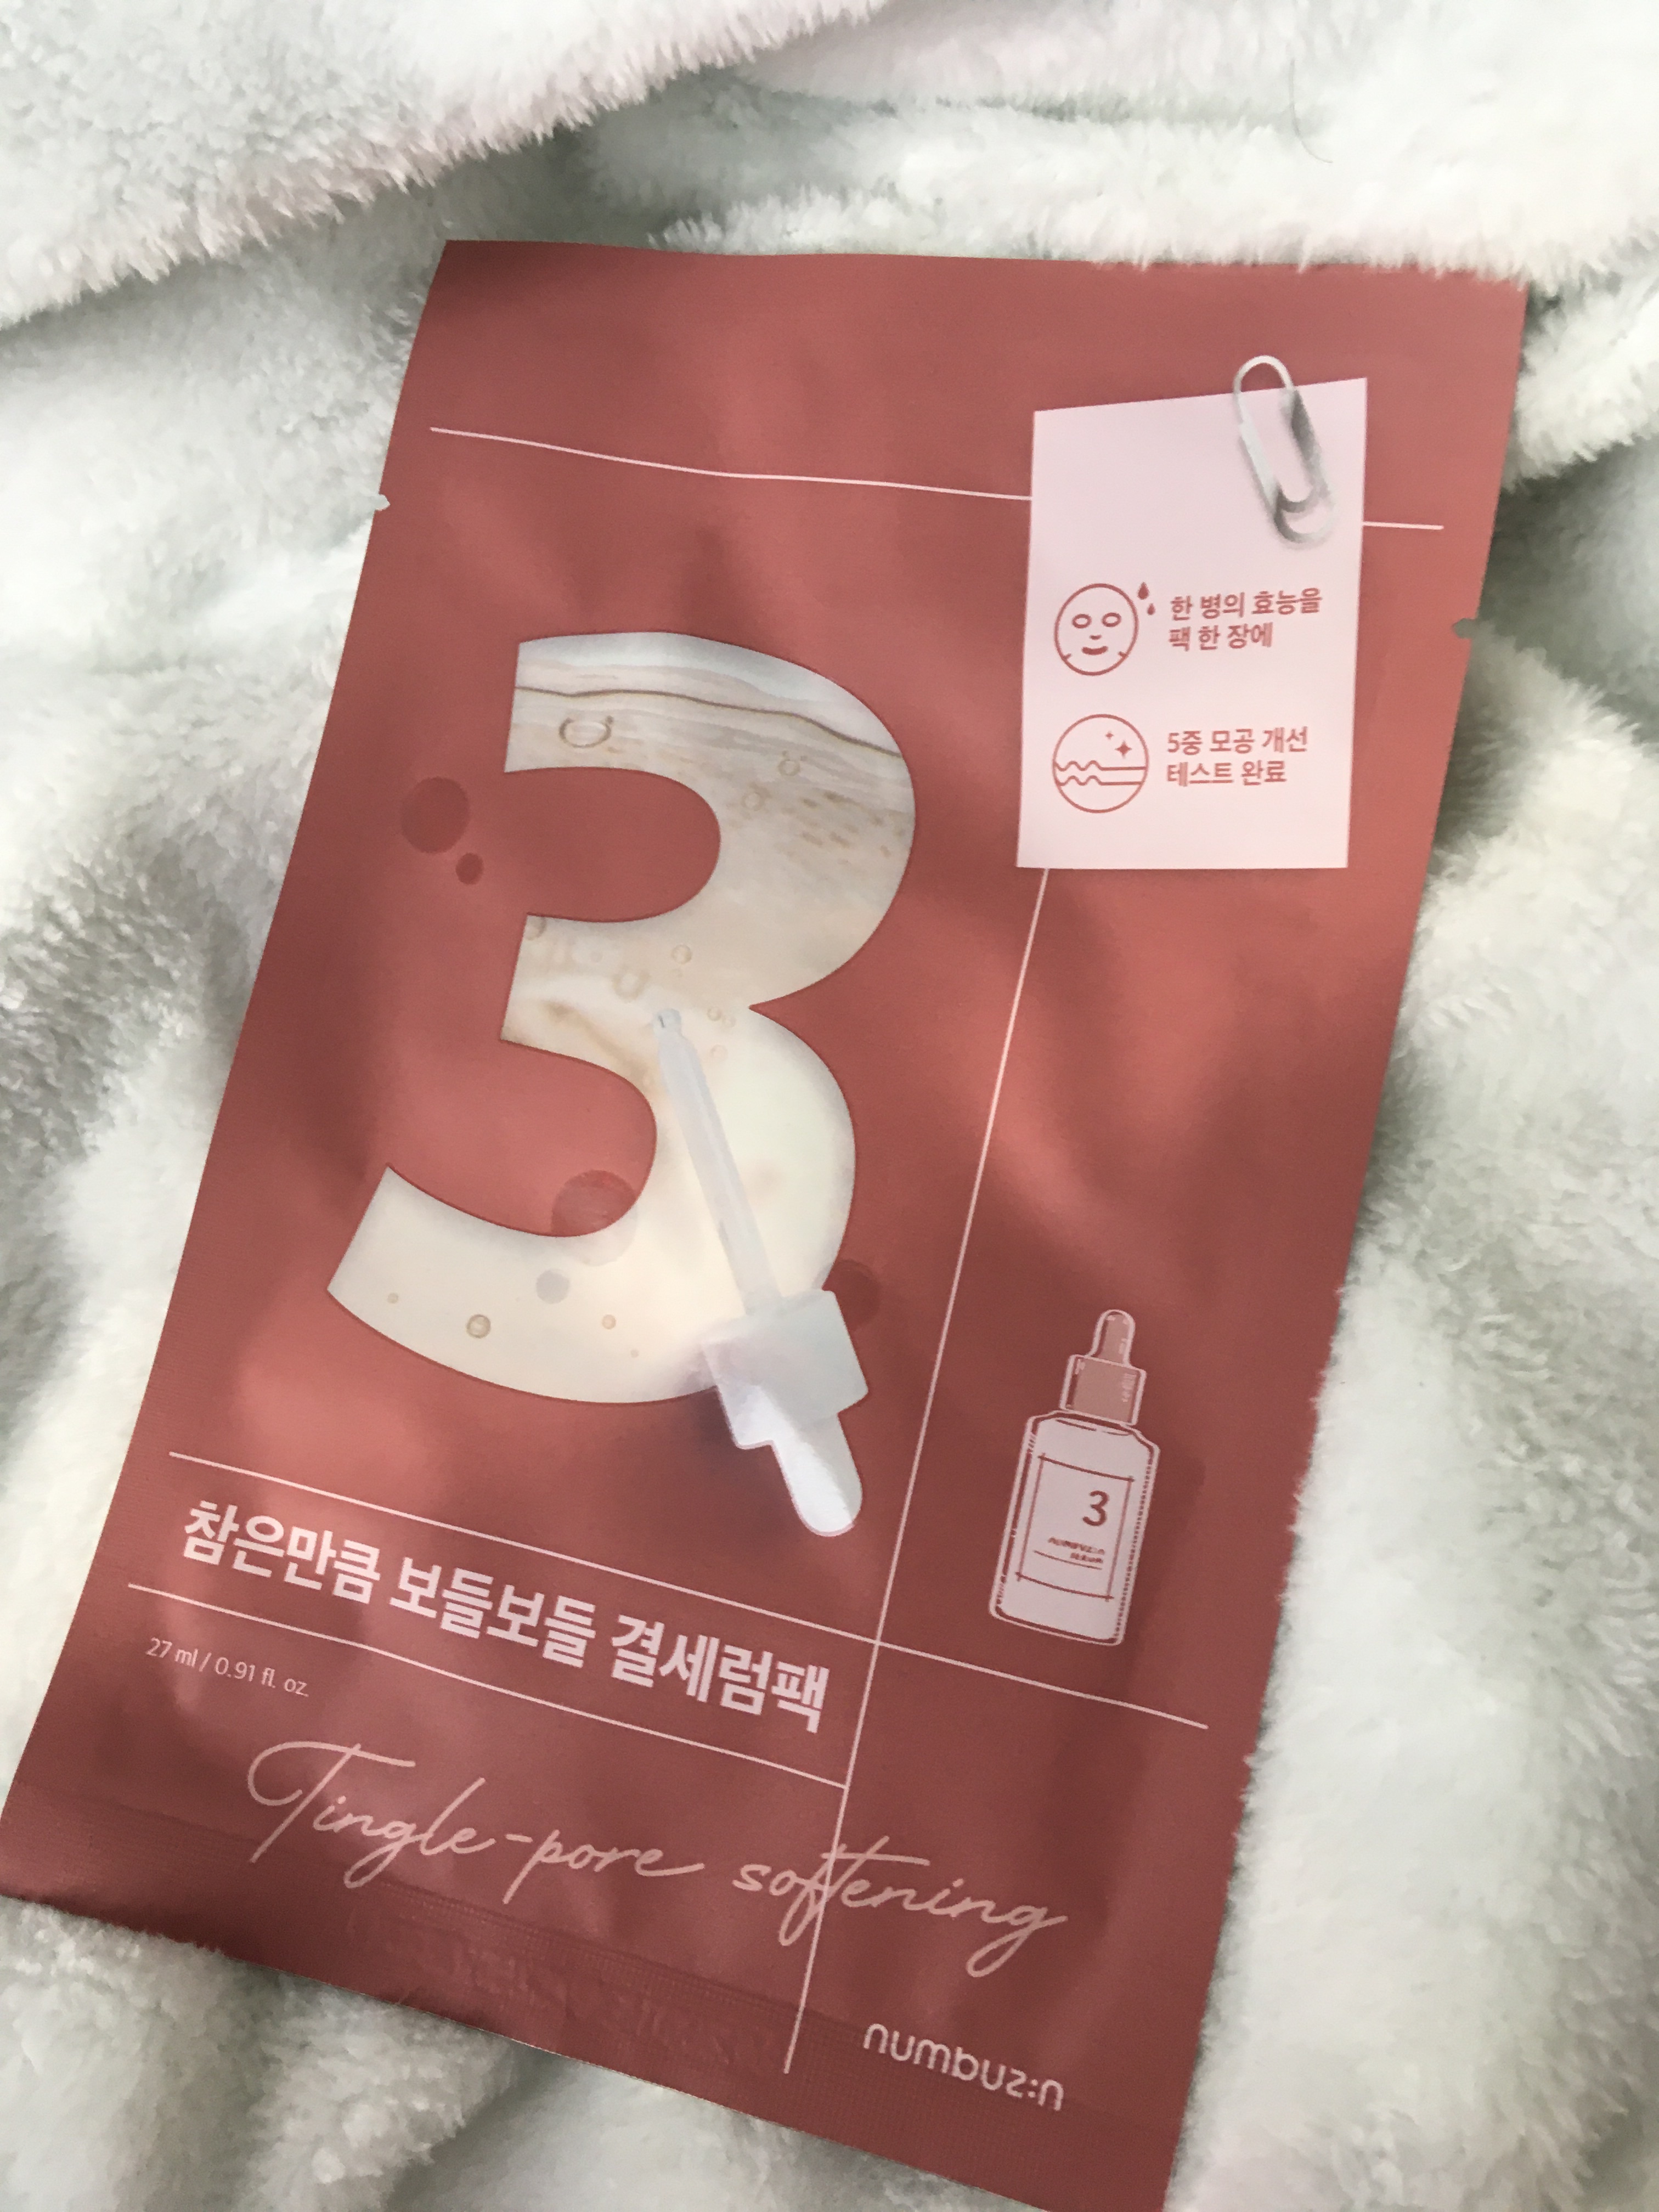 한 병의 효능을
팩 한 장에
5중 모공 개선
테스트 완료
3
3
numbuz:n
참은만큼 보들보들 결세럼팩
27 ml / 0.91 fl. oz.
Tingle-pore softening
numbuz:n